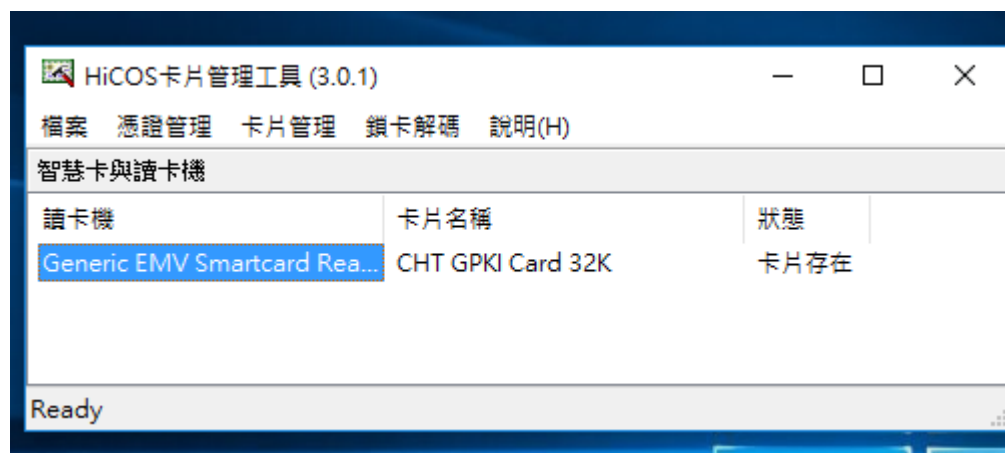 HiCOS卡片管理工具 (3.0.1)
檔案 憑證管理 卡片管理 鎖卡解碼 說明(H)
智慧卡與讀卡機
讀卡機 卡片名稱 狀態
Generic EMV Smartcard Rea... CHT GPKI Card 32K 卡片存在
Ready